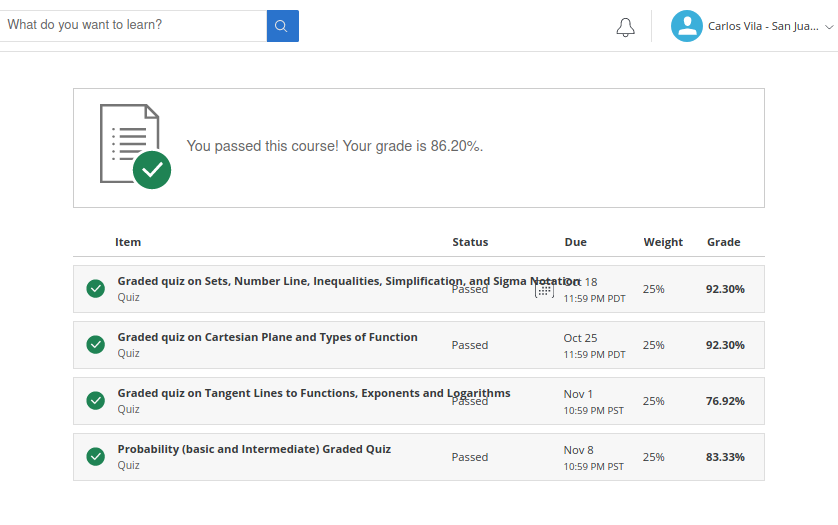 What do you want to learn?
Carlos Vila - San Jua...
You passed this course! Your grade is 86.20%.
Item Status Due Weight Grade
Graded quiz on Sets, Number Line, Inequalities, Simplification, and Sigma Notation
Quiz
Passed
Oct 18
11:59 PM PDT
25%
92.30%
Graded quiz on Cartesian Plane and Types of Function
Quiz
Passed
Oct 25
11:59 PM PDT
25%
92.30%
Graded quiz on Tangent Lines to Functions, Exponents and Logarithms
Quiz
Passed
Nov 1
10:59 PM PST
25%
76.92%
Probability (basic and Intermediate) Graded Quiz
Quiz
Passed
Nov 8
10:59 PM PST
25%
83.33%